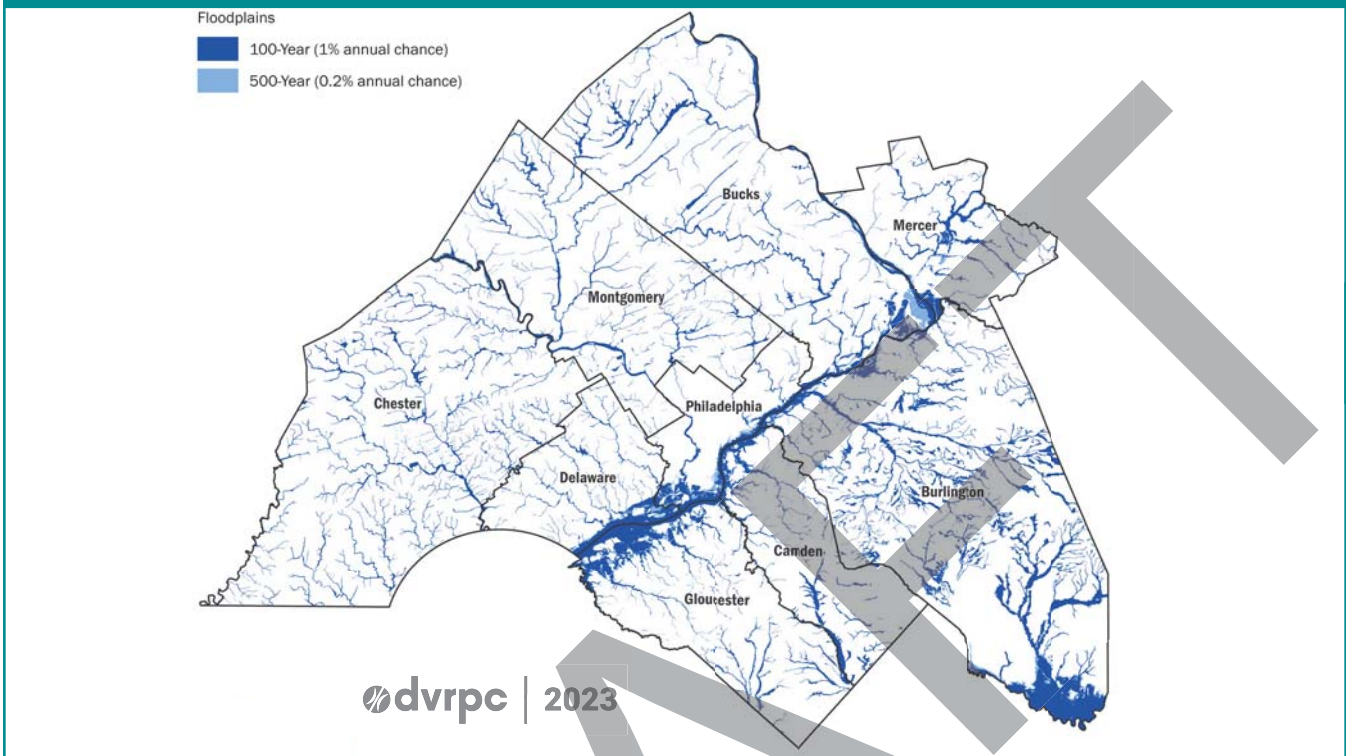 Floodplains
100-Year (1% annual chance)
500-Year (0.2% annual chance)
Bucks
Mercer
Montgomery
Chester
Philadelphia
Delaware
Burlington
Camden
Gloucester
dvrpc | 2023